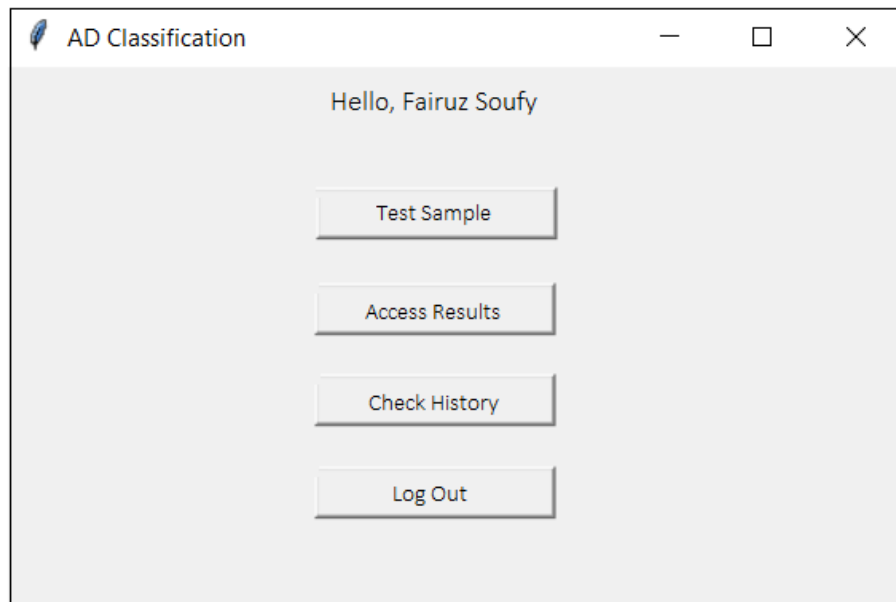 AD Classification
Hello, Fairuz Soufy
Test Sample
Access Results
Check History
Log Out